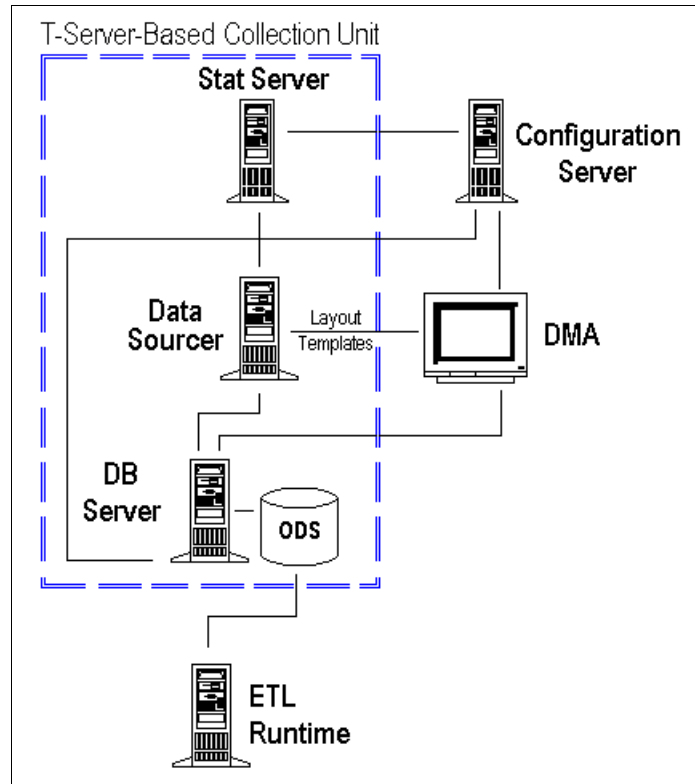 T-Server-Based Collection Unit
Stat Server
Configuration
Server
Data
Sourcer
Layout
Templates
DMA
DB
Server
ODS
ETL
Runtime